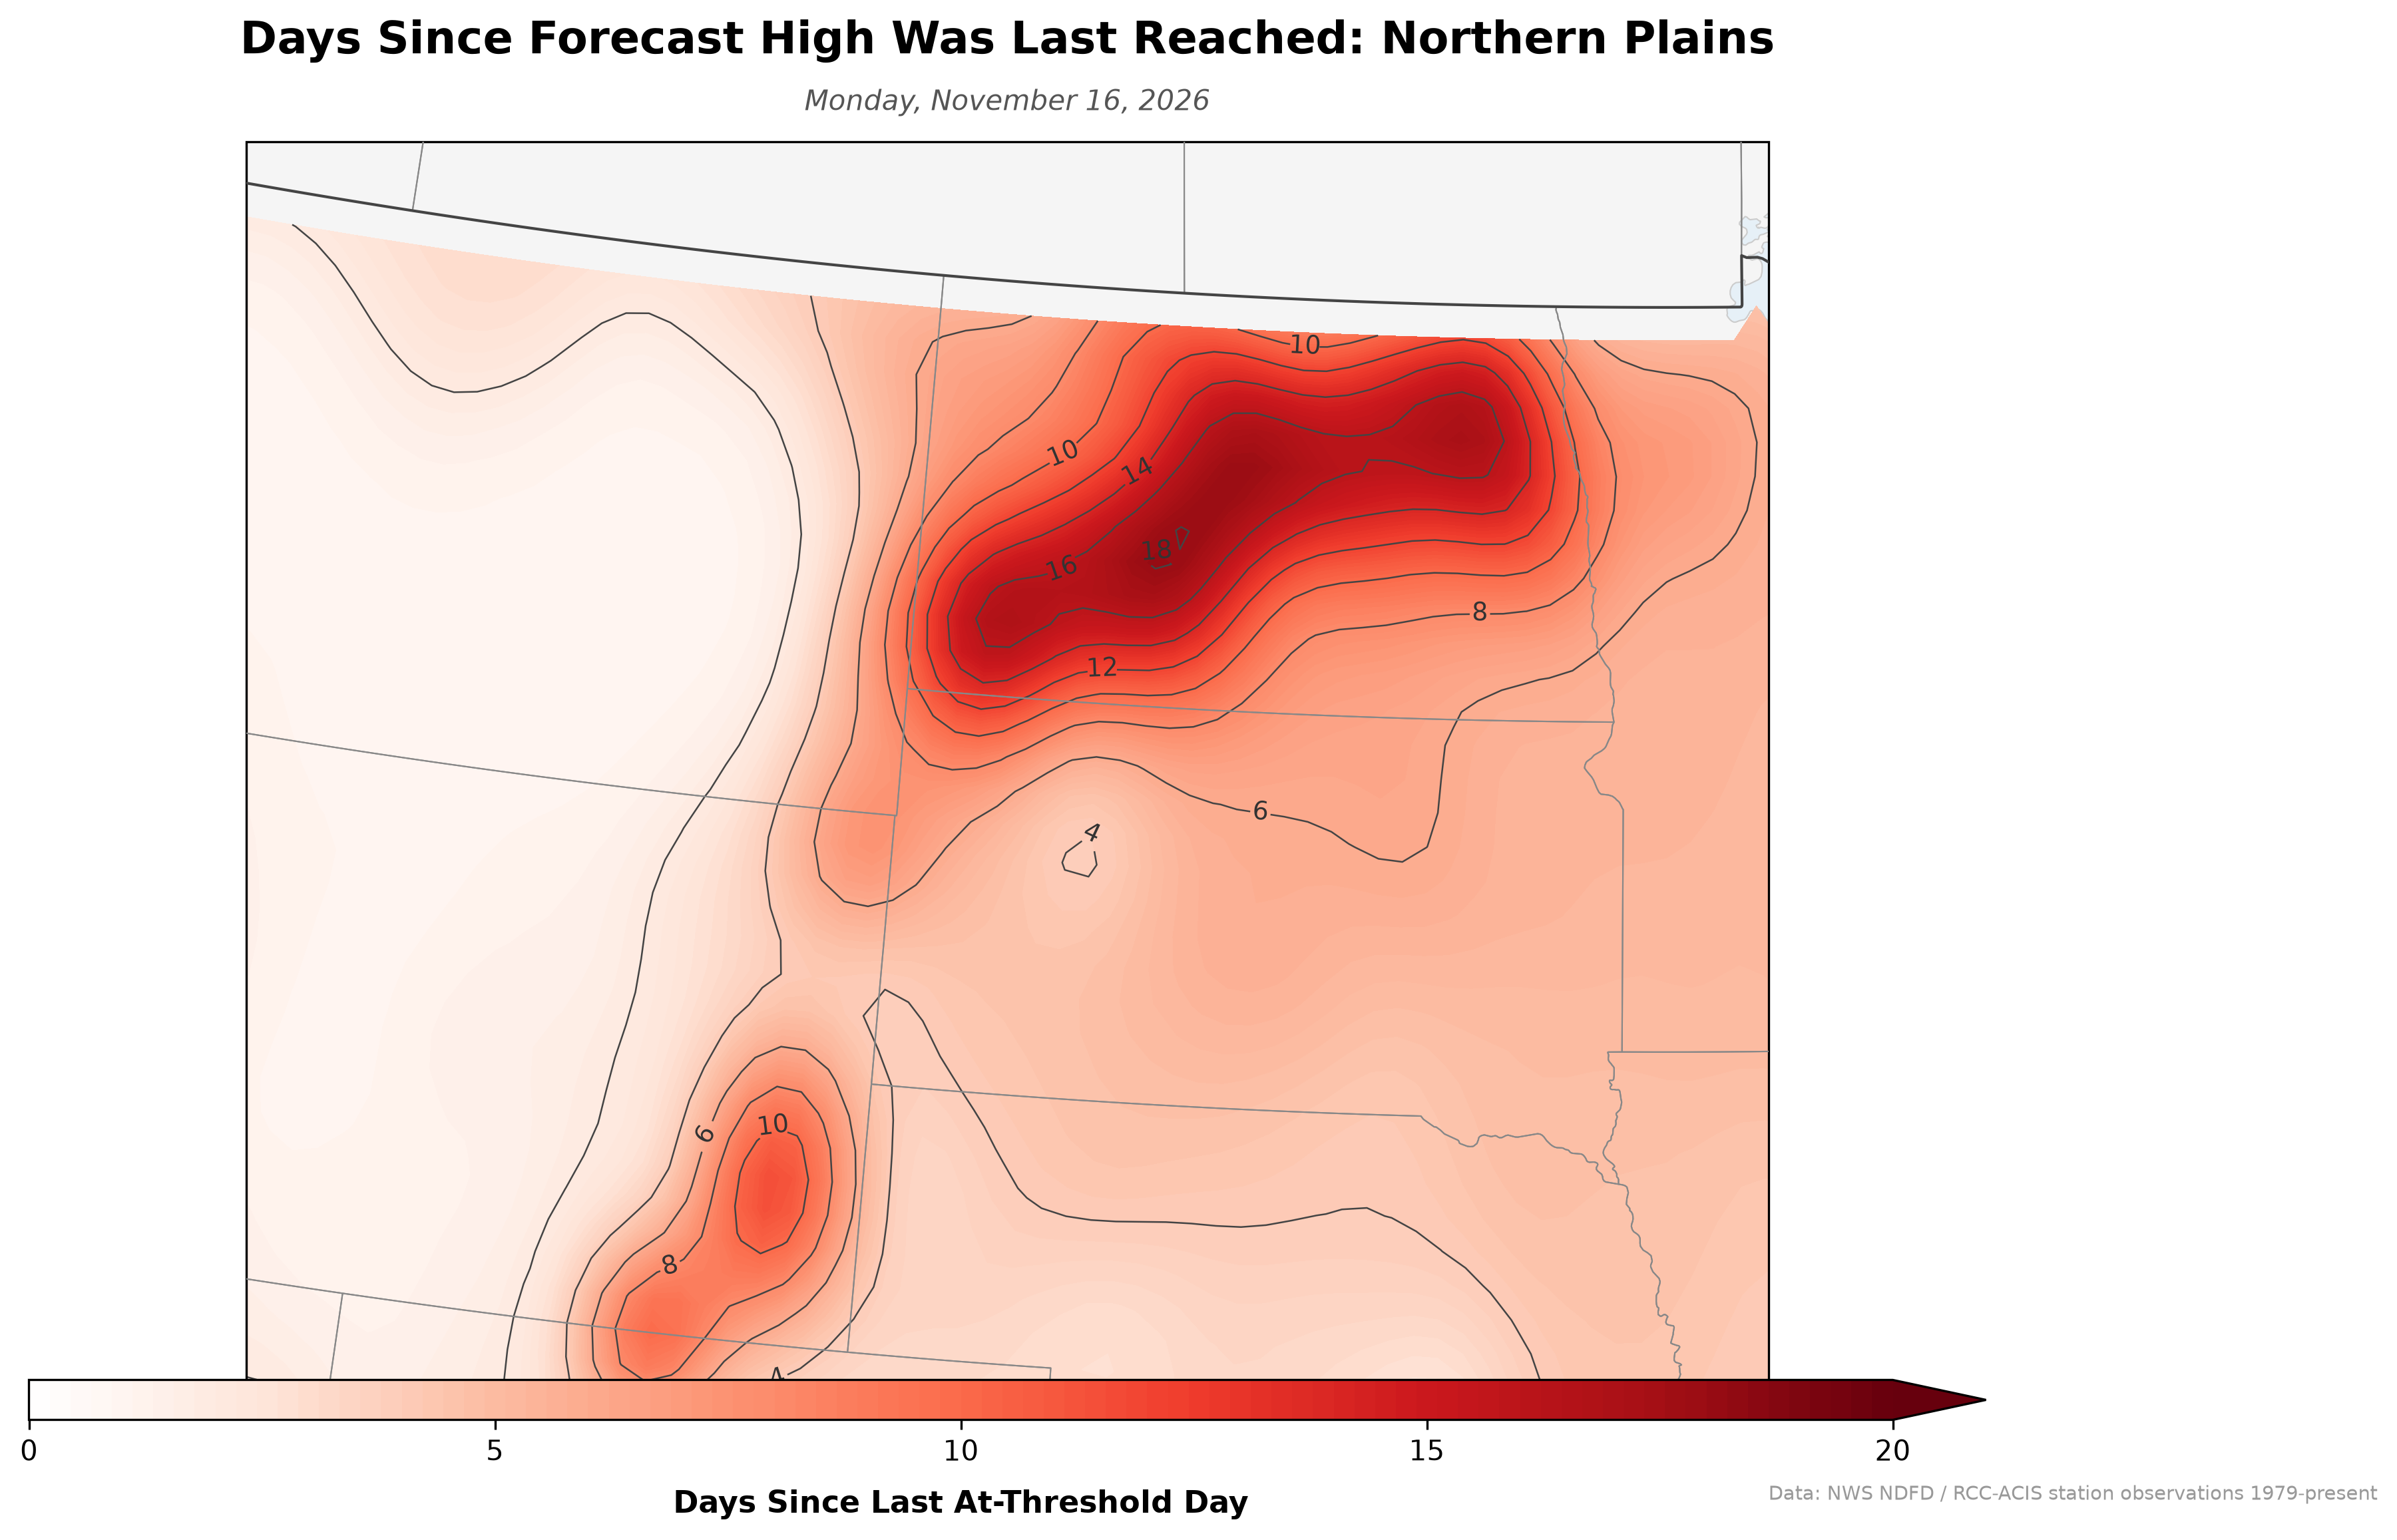 Days Since Forecast High Was Last Reached: Northern Plains
Monday, November 16, 2026
10
10
14
18
16
8
12
6
4
10
6
8
4
0 5 10 15 20
Days Since Last At-Threshold Day
Data: NWS NDFD / RCC-ACIS station observations 1979-present